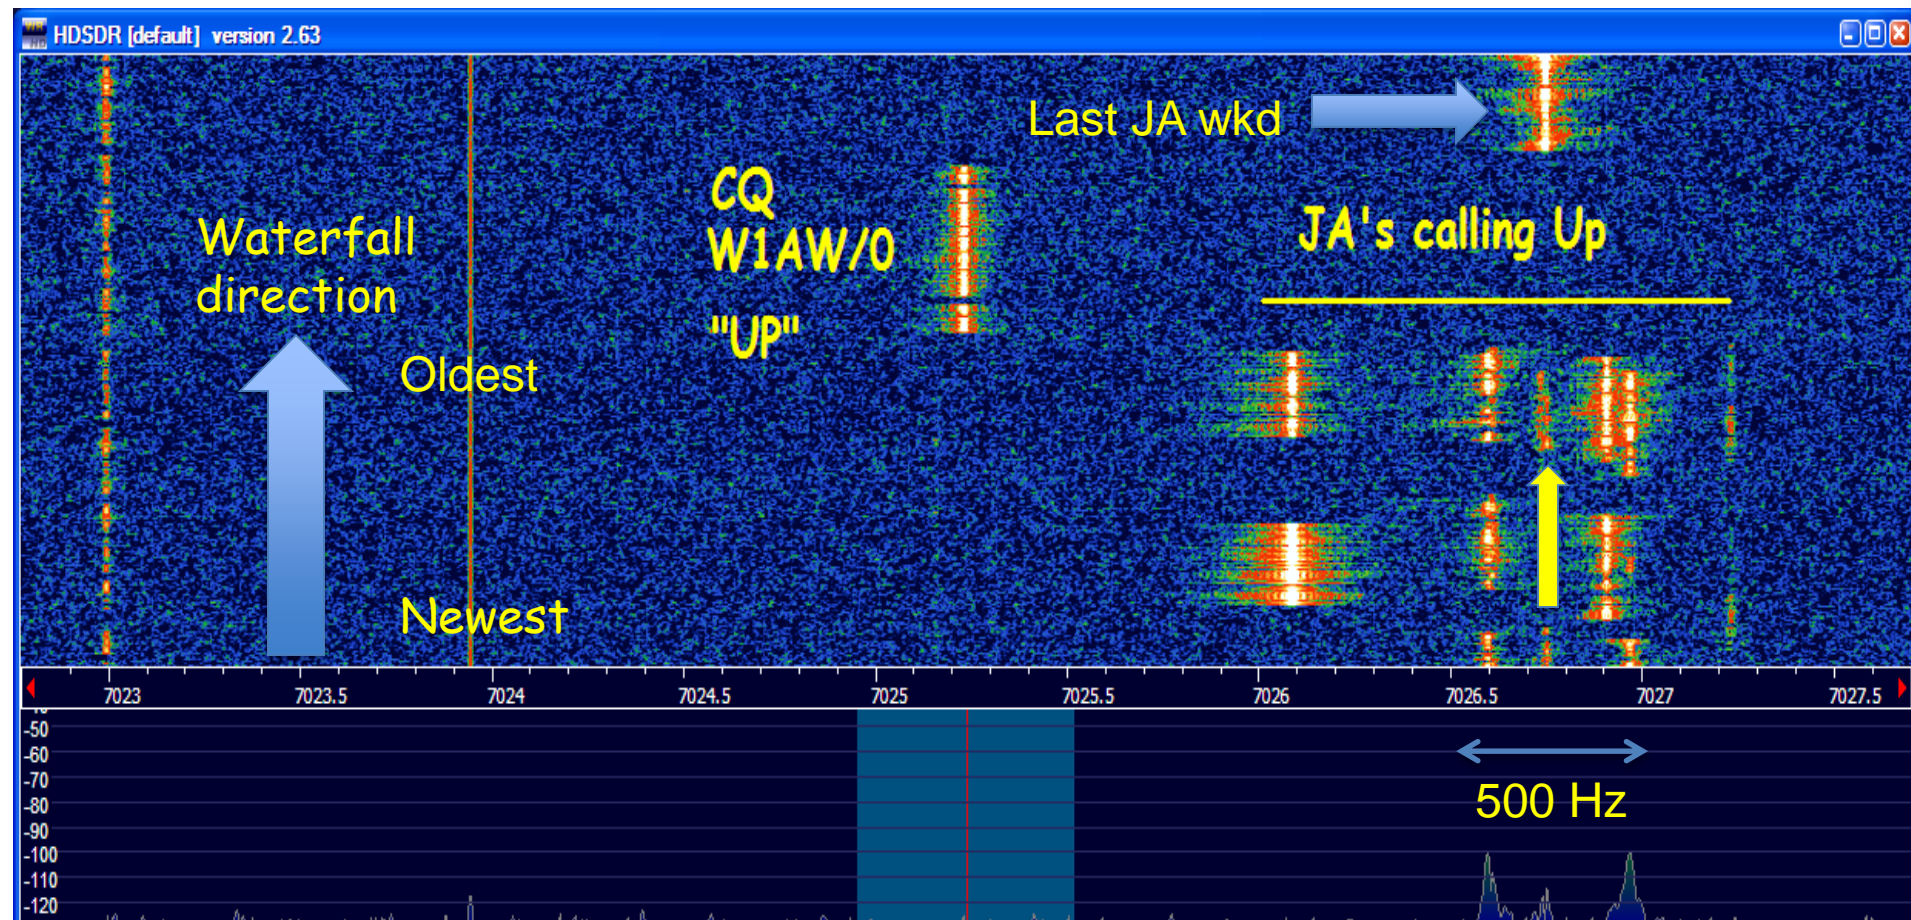 HDSDR [default] version 2.63
Last JA wkd
CQ
W1AW/0
"UP"
JA's calling Up
Waterfall
direction
Oldest
Newest
7023 7023.5 7024 7024.5 7025 7025.5 7026 7026.5 7027 7027.5
-50
-60
-70
-80
-90
-100
-110
-120
500 Hz